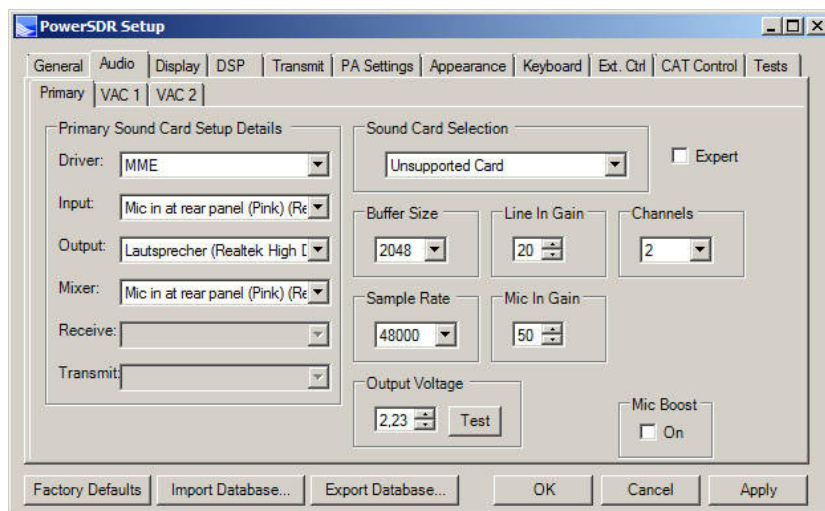 PowerSDR Setup
General Audio Display DSP Transmit PA Settings Appearance Keyboard Ext. Ctrl CAT Control Tests
Primary VAC 1 VAC 2
Primary Sound Card Setup Details
Driver: MME
Input: Mic in at rear panel (Pink) (Re
Output: Lautsprecher (Realtek High D
Mixer: Mic in at rear panel (Pink) (Re
Receive:
Transmit:
Sound Card Selection
Unsupported Card
Expert
Buffer Size
2048
Line In Gain
20
Channels
2
Sample Rate
48000
Mic In Gain
50
Output Voltage
2,23 Test
Mic Boost
On
Factory Defaults Import Database... Export Database... OK Cancel Apply